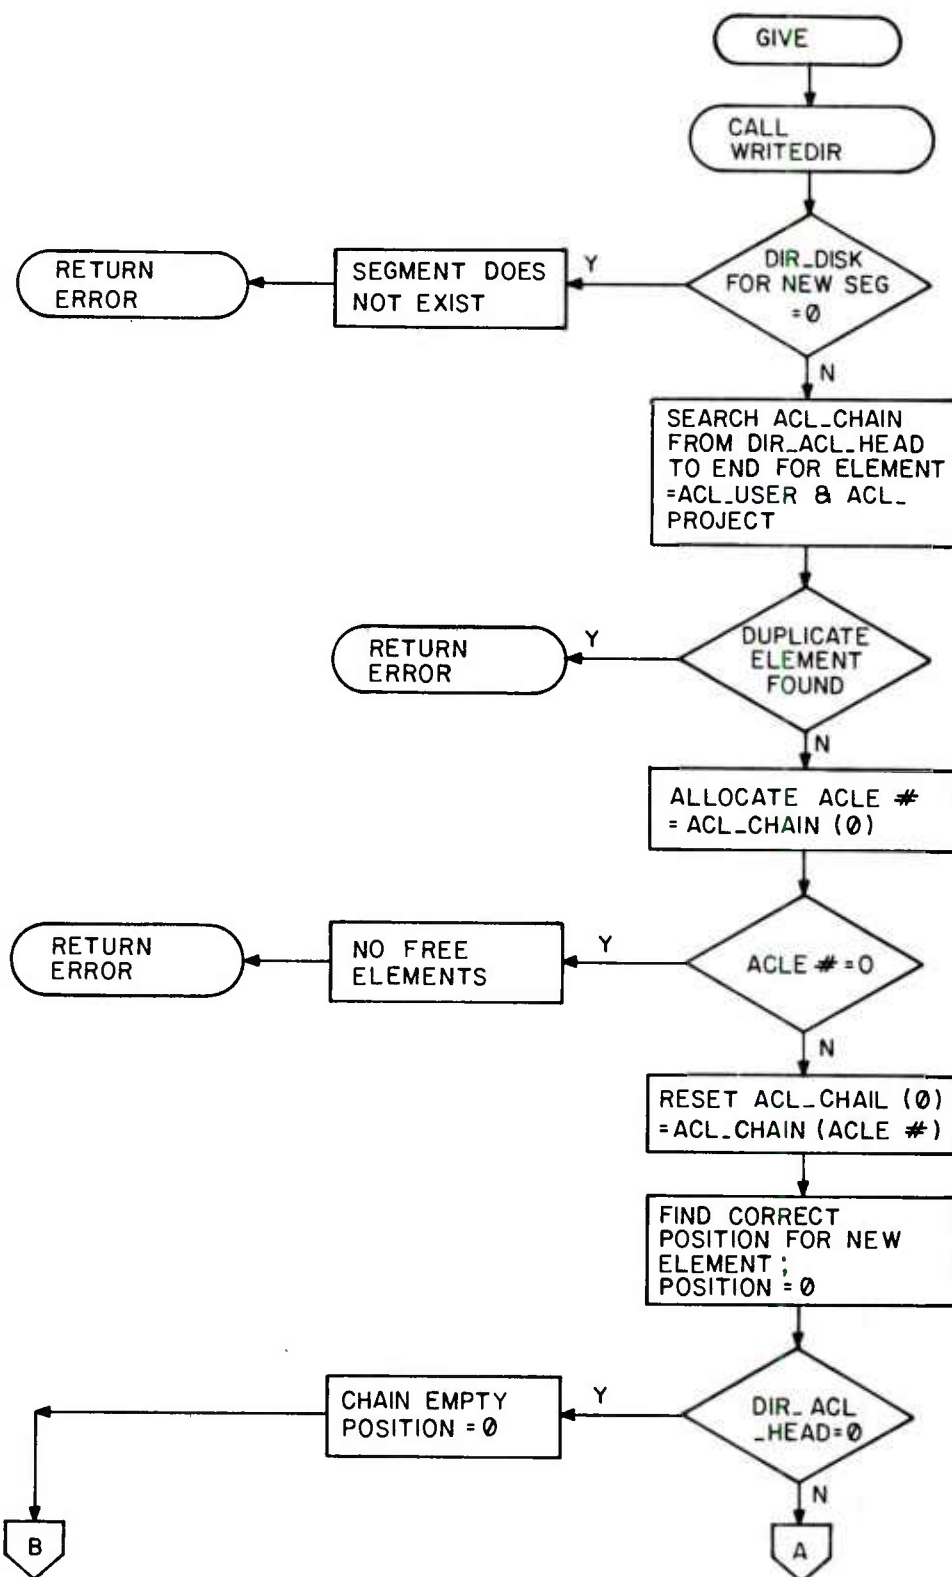 GIVE
CALL
WRITEDIR
DIR_DISK
FOR NEW SEG
=Ø
Y
SEGMENT DOES
NOT EXIST
RETURN
ERROR
N
SEARCH ACL_CHAIN
FROM DIR_ACL_HEAD
TO END FOR ELEMENT
=ACL_USER & ACL_
PROJECT
DUPLICATE
ELEMENT
FOUND
Y
RETURN
ERROR
N
ALLOCATE ACLE #
= ACL_CHAIN (Ø)
ACLE # = O
Y
NO FREE
ELEMENTS
RETURN
ERROR
N
RESET ACL_CHAIL (Ø)
=ACL_CHAIN (ACLE #)
FIND CORRECT
POSITION FOR NEW
ELEMENT ;
POSITION = Ø
DIR_ ACL
_HEAD=Ø
Y
CHAIN EMPTY
POSITION = Ø
N
B
A